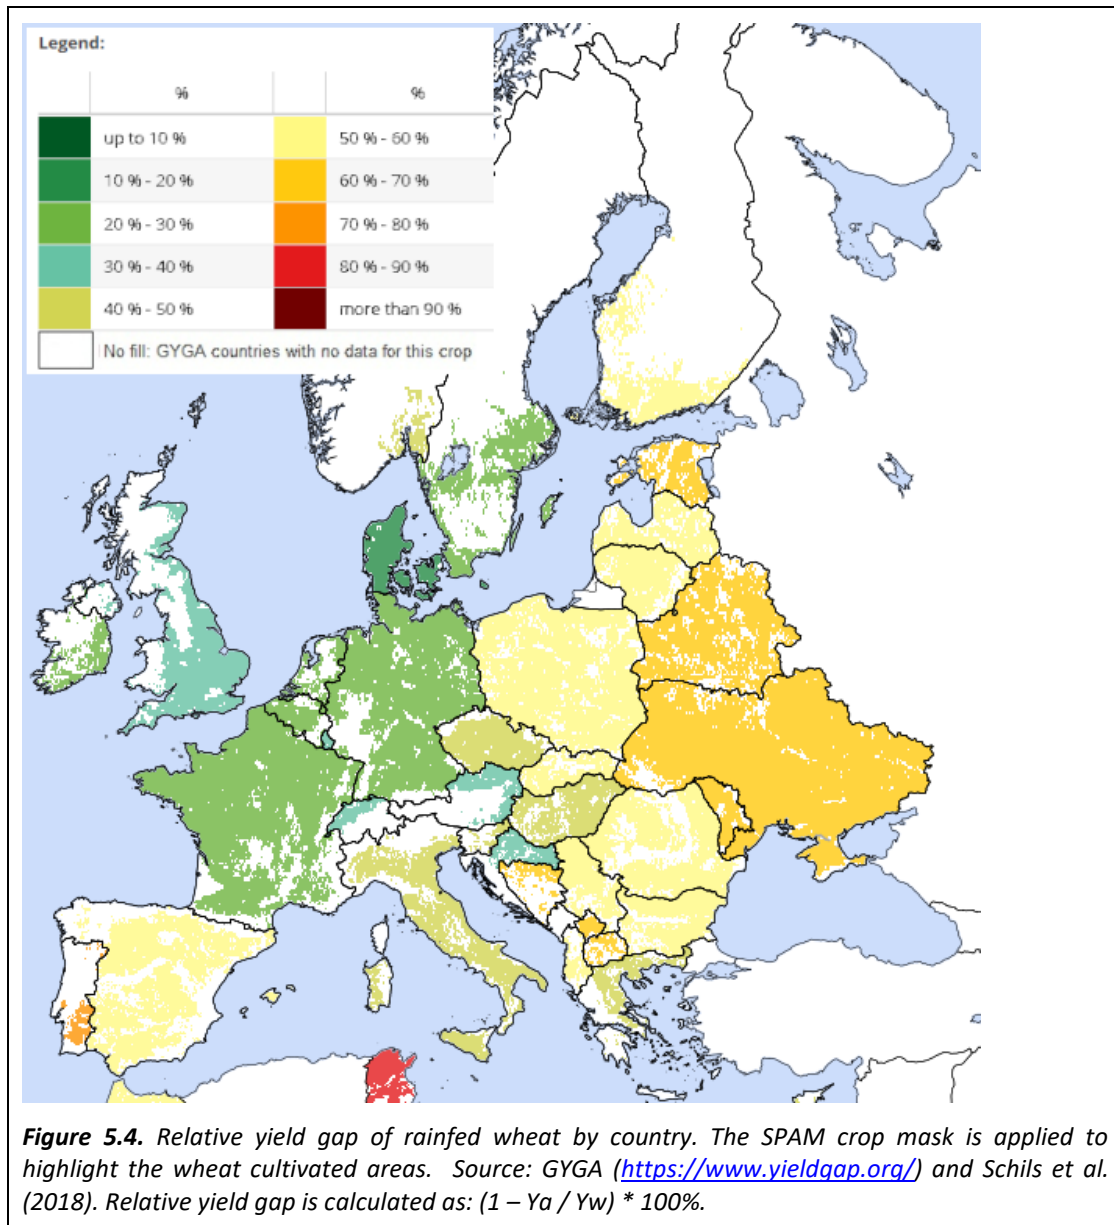 Legend:
% %
up to 10 % 50 % - 60 %
10 % - 20 % 60 % - 70 %
20 % - 30 % 70 % - 80 %
30 % - 40 % 80 % - 90 %
40 % - 50 % more than 90 %
No fill: GYGA countries with no data for this crop
Figure 5.4. Relative yield gap of rainfed wheat by country. The SPAM crop mask is applied to
highlight the wheat cultivated areas. Source: GYGA (https://www.yieldgap.org/) and Schils et al.
(2018). Relative yield gap is calculated as: (1 – Ya / Yw) * 100%.